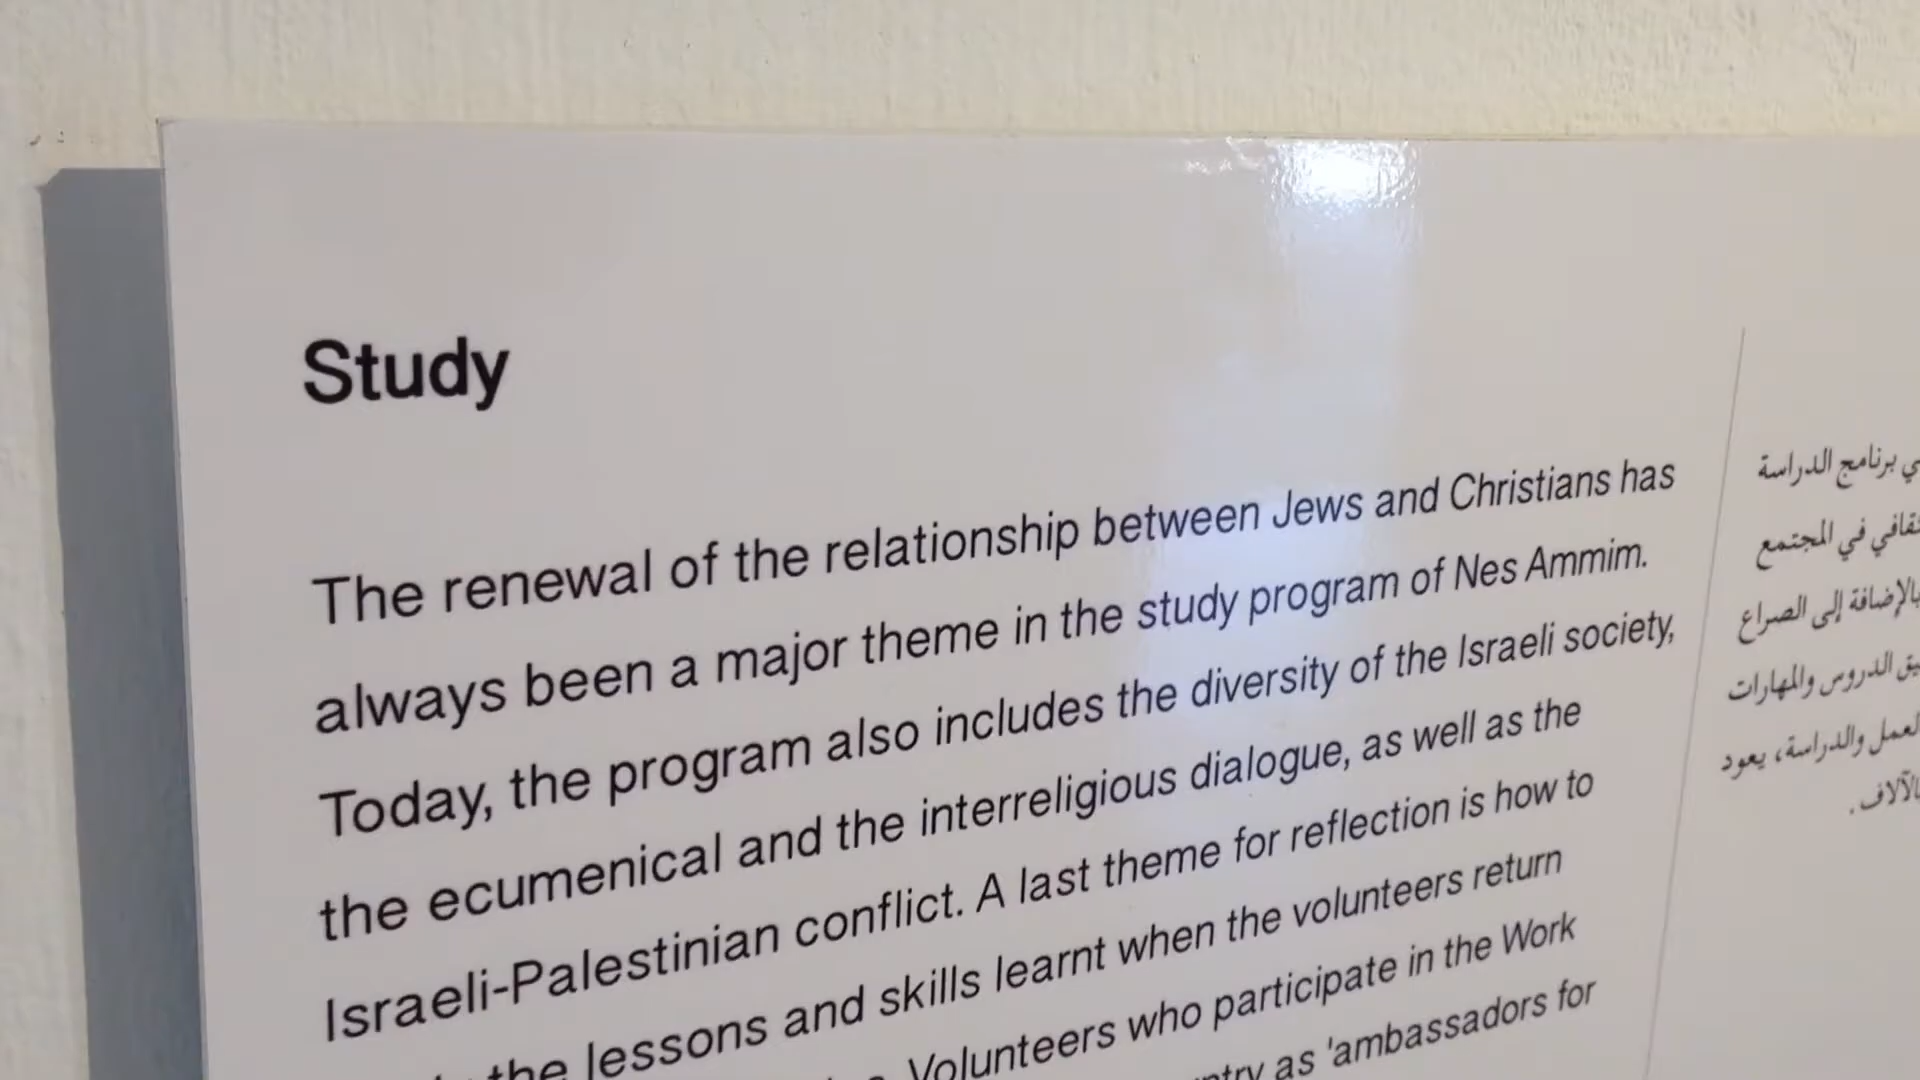 Study
The renewal of the relationship between Jews and Christians has
always been a major theme in the study program of Nes Ammim.
Today, the program also includes the diversity of the Israeli society,
the ecumenical and the interreligious dialogue, as well as the
Israeli-Palestinian conflict. A last theme for reflection is how to
the lessons and skills learnt when the volunteers return
Volunteers who participate in the Work
as 'ambassadors for
برنامج الدراسة
في المجتمع
بالإضافة إلى الصراع
الدروس والمهارات
العمل والدراسة، يعود